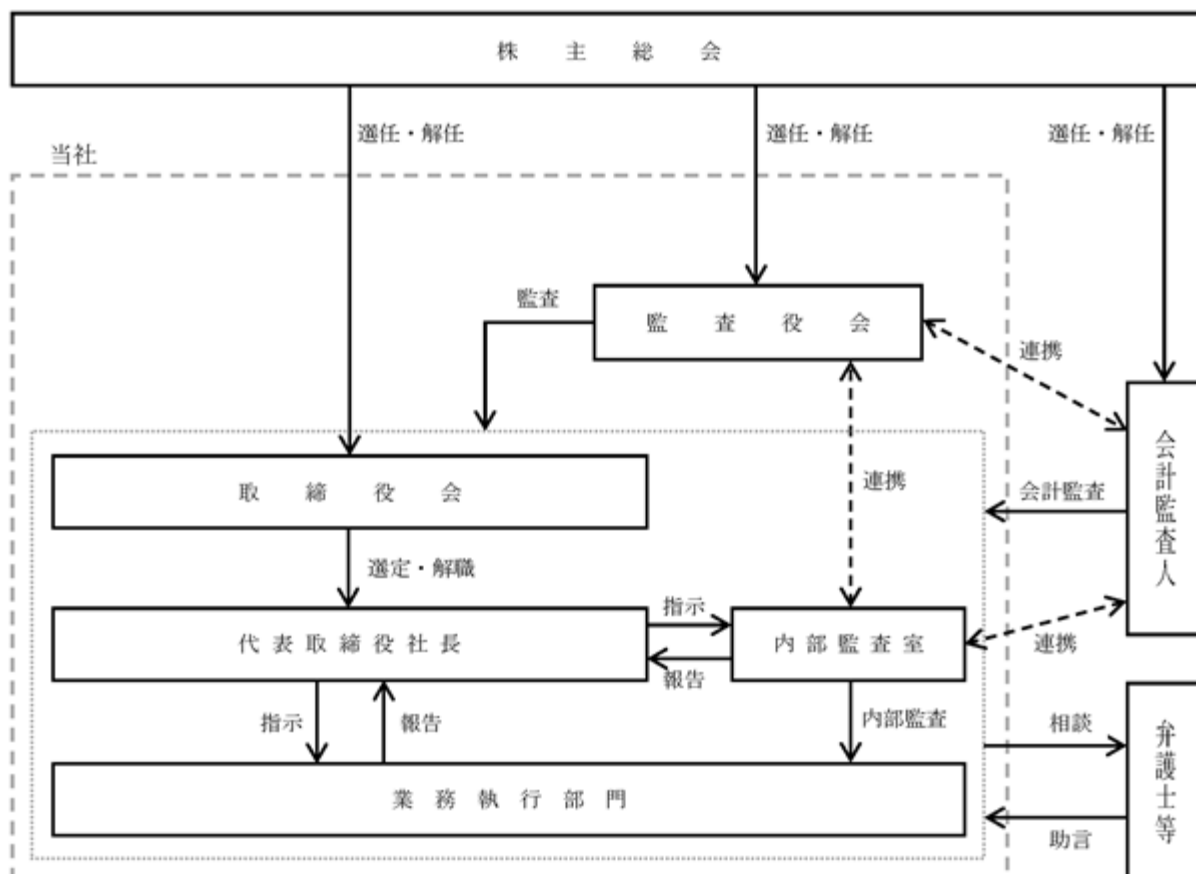 株主総会
選任・解任
選任・解任
選任・解任
当社
監査
監査役会
連携
会計監査人
取締役会
連携
会計監査
選定・解職
代表取締役社長
指示
報告
内部監査室
連携
指示
報告
内部監査
相談
弁護士等
業務執行部門
助言